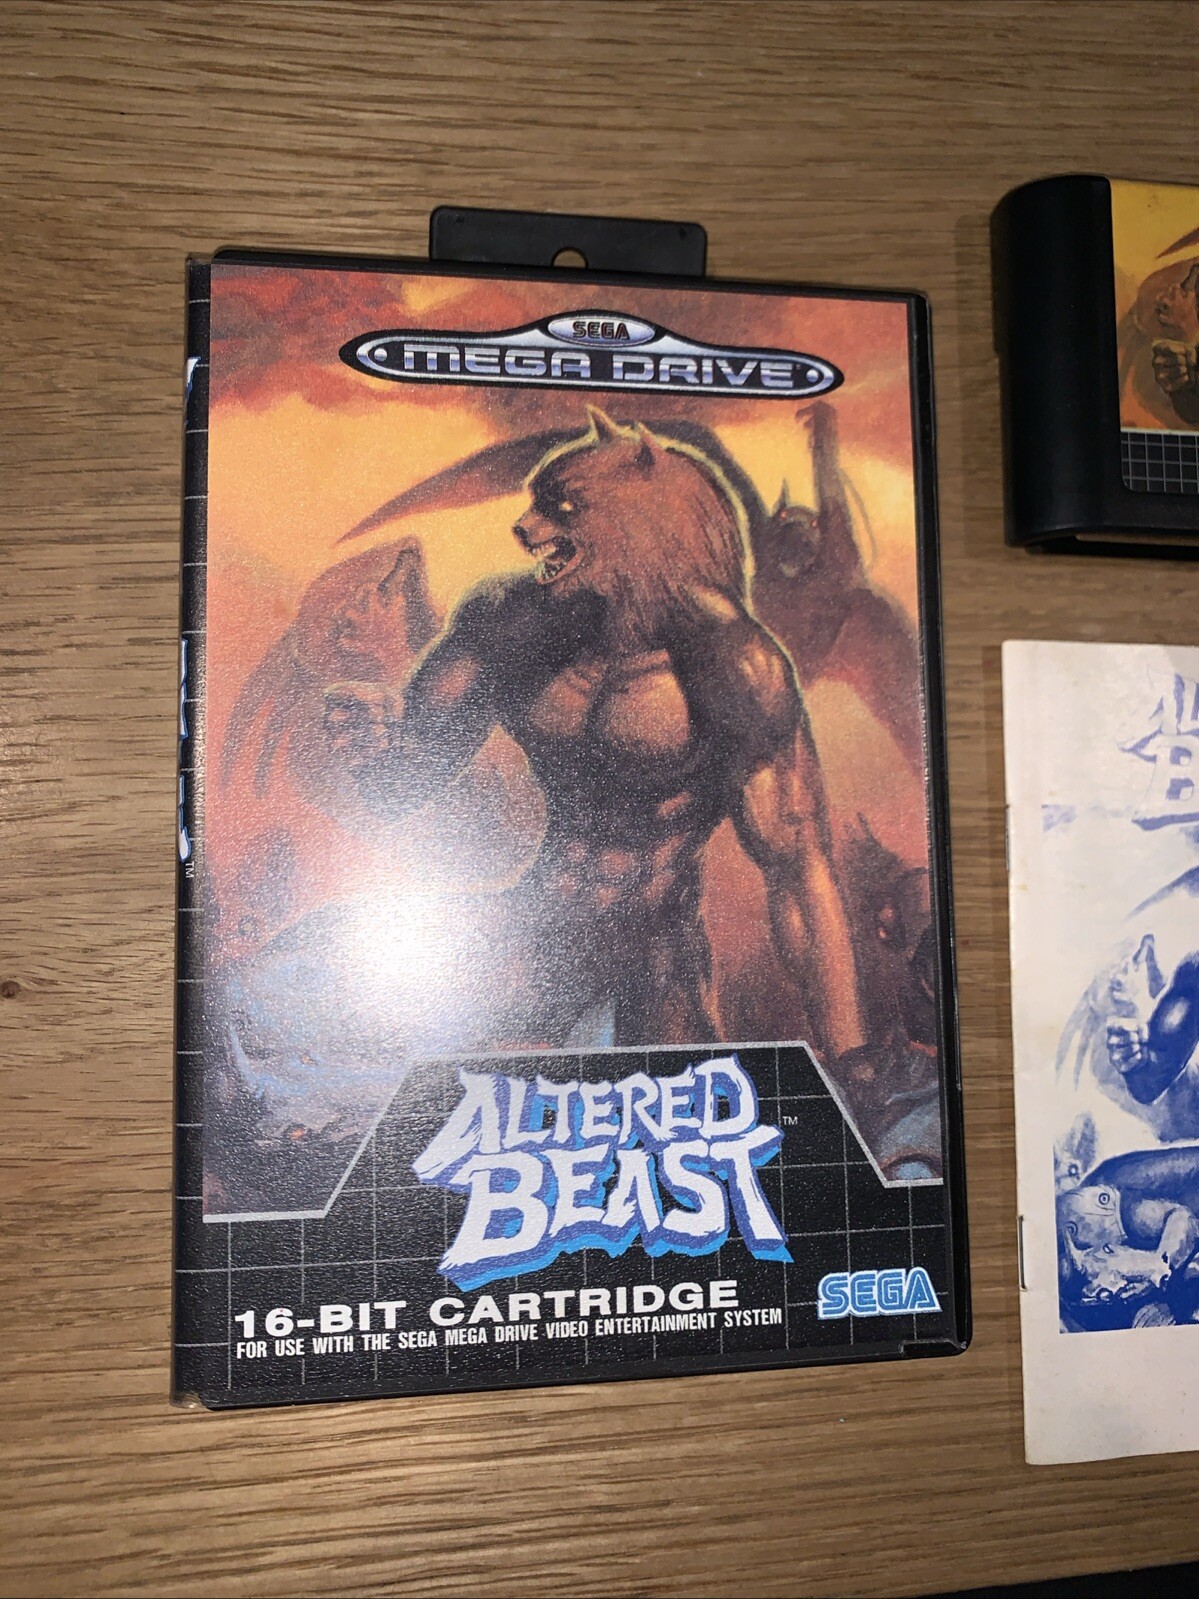 SEGA
MEGA DRIVE
ALTERED
BEAST
TM
16-BIT CARTRIDGE
FOR USE WITH THE SEGA MEGA DRIVE VIDEO ENTERTAINMENT SYSTEM
SEGA
TM